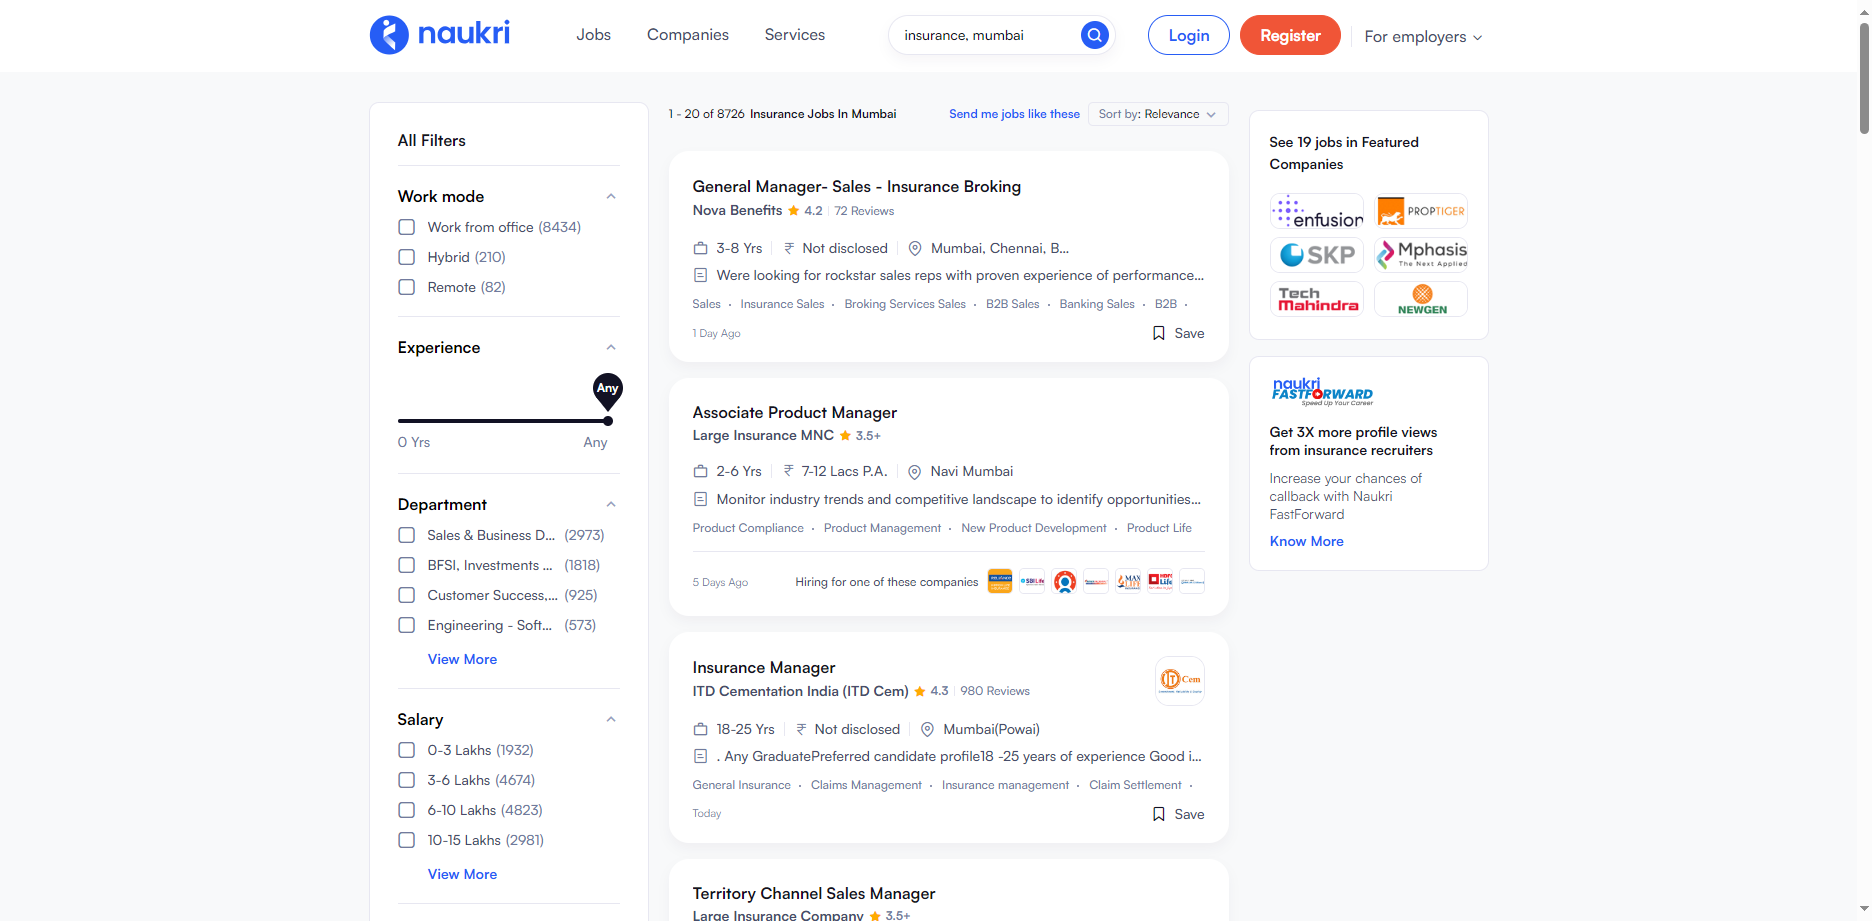 naukri
Jobs
Companies
Services
insurance, mumbai
Login
Register
For employers
All Filters
Work mode
Work from office (8434)
Hybrid (210)
Remote (82)
Experience
Any
0 Yrs
Any
Department
Sales & Business D... (2973)
BFSI, Investments ... (1818)
Customer Success,... (925)
Engineering - Soft... (573)
View More
Salary
0-3 Lakhs (1932)
3-6 Lakhs (4674)
6-10 Lakhs (4823)
10-15 Lakhs (2981)
View More
1 - 20 of 8726 Insurance Jobs In Mumbai
Send me jobs like these
Sort by: Relevance
General Manager- Sales - Insurance Broking
Nova Benefits 4.2 72 Reviews
3-8 Yrs ₹ Not disclosed Mumbai, Chennai, B...
Were looking for rockstar sales reps with proven experience of performance...
Sales · Insurance Sales · Broking Services Sales · B2B Sales · Banking Sales · B2B ·
1 Day Ago
Save
Associate Product Manager
Large Insurance MNC 3.5+
2-6 Yrs ₹ 7-12 Lacs P.A. Navi Mumbai
Monitor industry trends and competitive landscape to identify opportunities...
Product Compliance · Product Management · New Product Development · Product Life
5 Days Ago
Hiring for one of these companies
RELIANCE
SBI Life
MAX LIFE
HDFC Life
Insurance Manager
ITD Cementation India (ITD Cem) 4.3 980 Reviews
ITD Cem
18-25 Yrs ₹ Not disclosed Mumbai(Powai)
. Any GraduatePreferred candidate profile18 -25 years of experience Good i...
General Insurance · Claims Management · Insurance management · Claim Settlement ·
Today
Save
Territory Channel Sales Manager
Large Insurance Company 3.5+
See 19 jobs in Featured
Companies
enfusion
PROPTIGER
SKP
Mphasis
The Next Applied
Tech
Mahindra
NEWGEN
naukri
FASTFORWARD
Speed Up Your Career
Get 3X more profile views
from insurance recruiters
Increase your chances of
callback with Naukri
FastForward
Know More